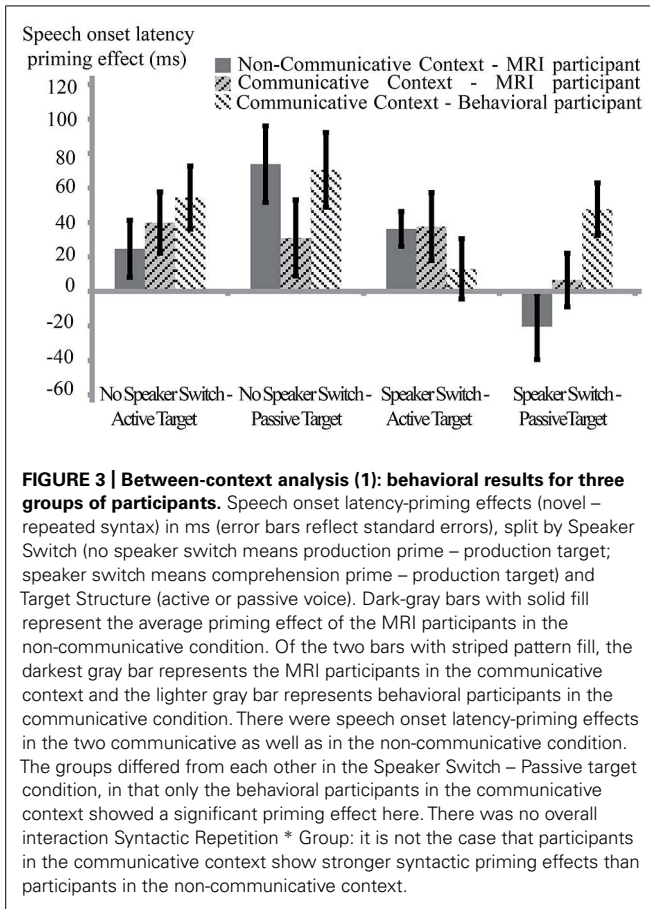 Speech onset latency
priming effect (ms)
Non-Communicative Context - MRI participant
Communicative Context - MRI participant
Communicative Context - Behavioral participant
120
100
80
60
40
20
0
-20
-40
-60
No Speaker Switch - Active Target
No Speaker Switch - Passive Target
Speaker Switch - Active Target
Speaker Switch - Passive Target
FIGURE 3 | Between-context analysis (1): behavioral results for three
groups of participants. Speech onset latency-priming effects (novel –
repeated syntax) in ms (error bars reflect standard errors), split by Speaker
Switch (no speaker switch means production prime – production target;
speaker switch means comprehension prime – production target) and
Target Structure (active or passive voice). Dark-gray bars with solid fill
represent the average priming effect of the MRI participants in the
non-communicative condition. Of the two bars with striped pattern fill, the
darkest gray bar represents the MRI participants in the communicative
context and the lighter gray bar represents behavioral participants in the
communicative condition. There were speech onset latency-priming effects
in the two communicative as well as in the non-communicative condition.
The groups differed from each other in the Speaker Switch – Passive target
condition, in that only the behavioral participants in the communicative
context showed a significant priming effect here. There was no overall
interaction Syntactic Repetition * Group: it is not the case that participants
in the communicative context show stronger syntactic priming effects than
participants in the non-communicative context.